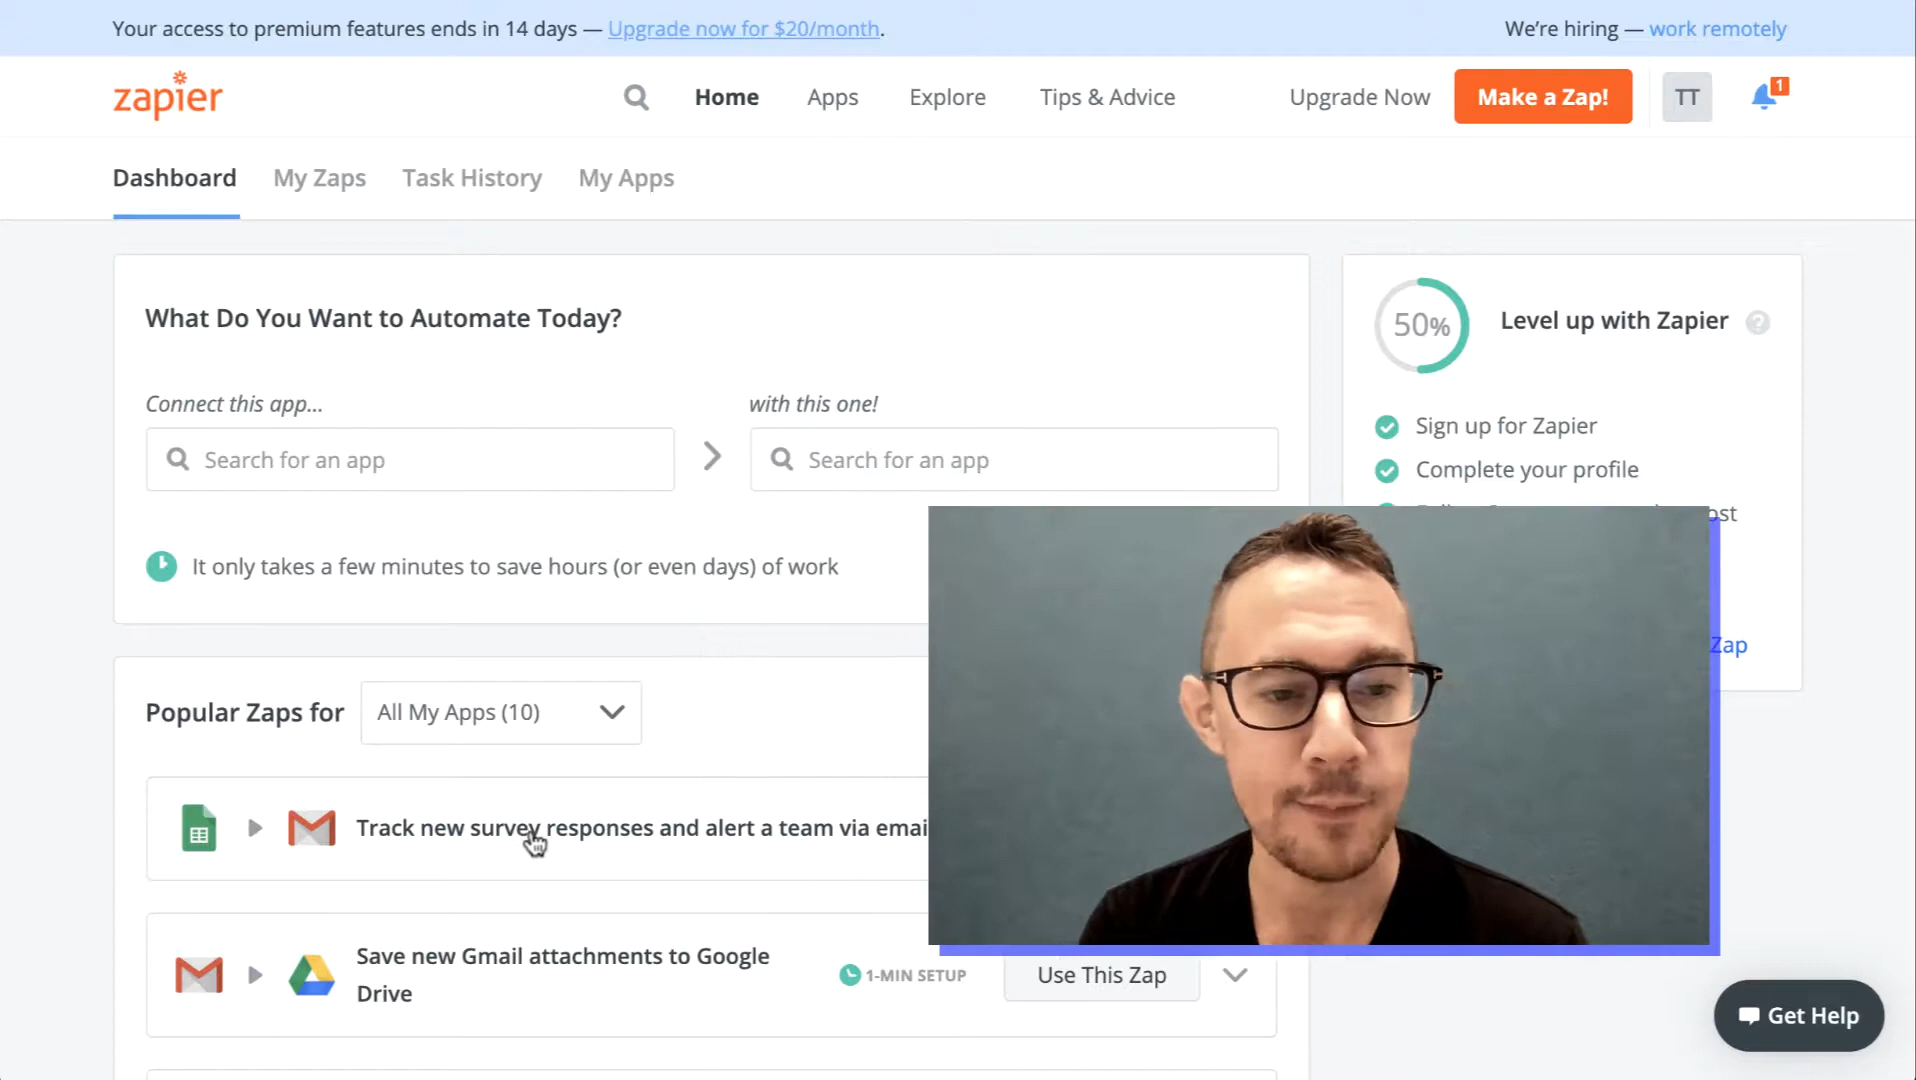 Your access to premium features ends in 14 days — Upgrade now for $20/month.
We’re hiring — work remotely
zapier
Home
Apps
Explore
Tips & Advice
Upgrade Now
Make a Zap!
TT
1
Dashboard
My Zaps
Task History
My Apps
What Do You Want to Automate Today?
Connect this app...
with this one!
Search for an app
Search for an app
It only takes a few minutes to save hours (or even days) of work
50%
Level up with Zapier
?
Sign up for Zapier
Complete your profile
Zap
Popular Zaps for
All My Apps (10)
Track new survey responses and alert a team via
Save new Gmail attachments to Google
Drive
1-MIN SETUP
Use This Zap
Get Help